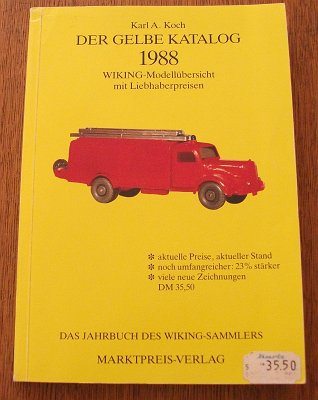 Karl A. Koch
DER GELBE KATALOG
1988
WIKING-Modellübersicht
mit Liebhaberpreisen
* aktuelle Preise, aktueller Stand
* noch umfangreicher: 23% stärker
* viele neue Zeichnungen
DM 35,50
DAS JAHRBUCH DES WIKING-SAMMLERS
MARKTPREIS-VERLAG
35.50